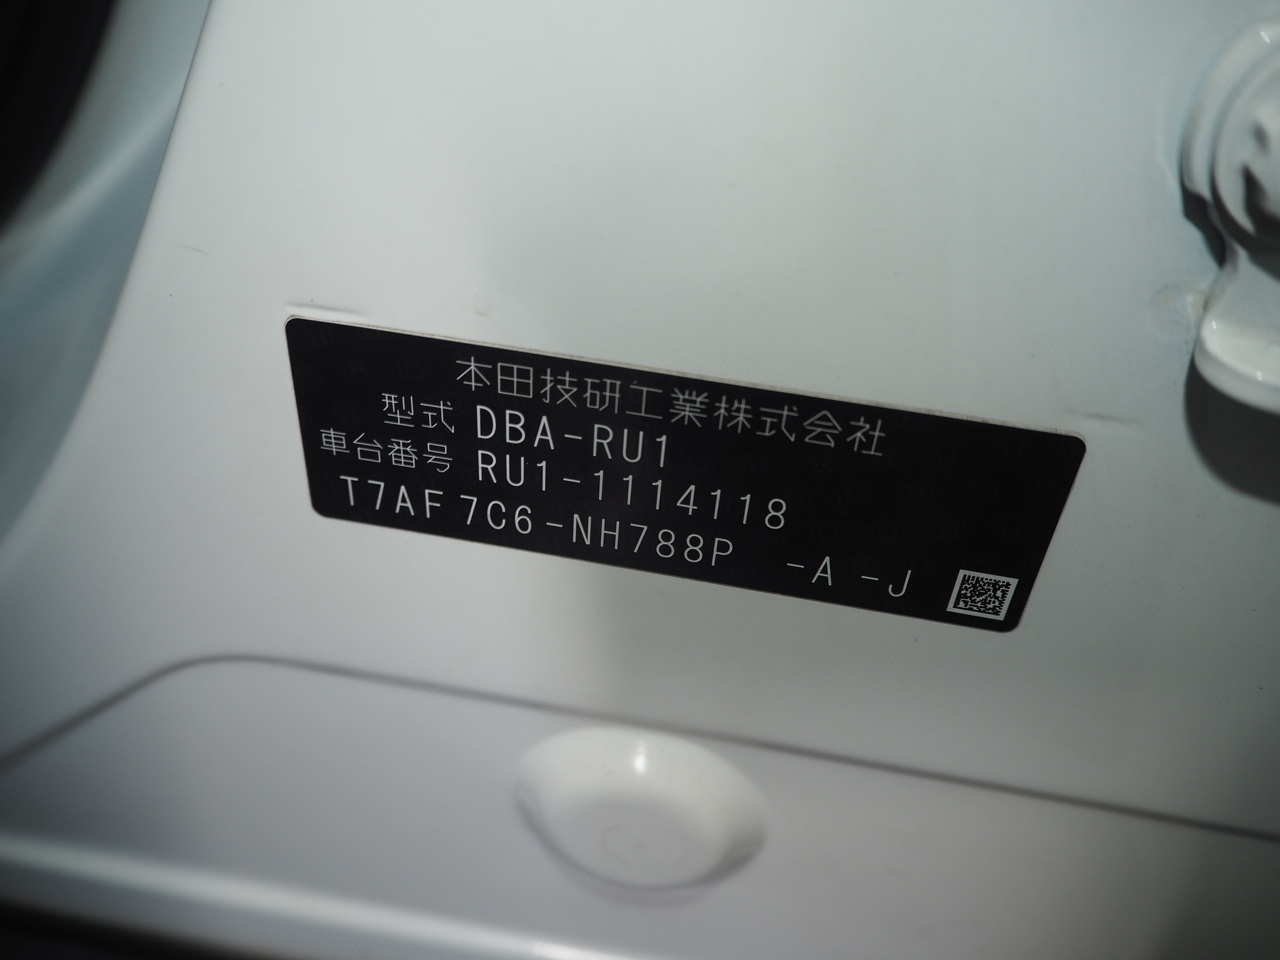 本田技研工業株式会社
型式 DBA-RU1
車台番号 RU1-1114118
T7AF 7C6-NH788P -A -J